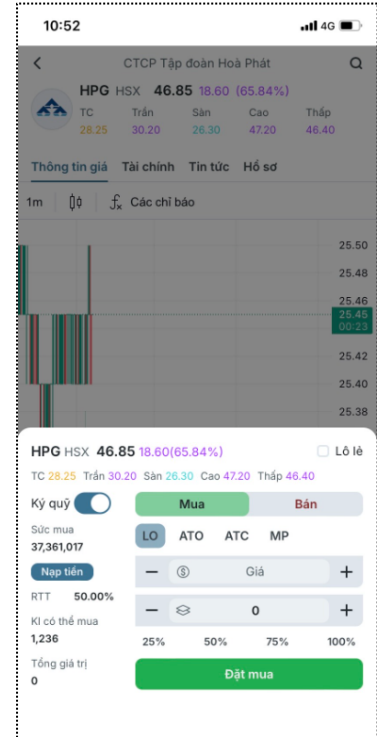 10:52
4G
CTCP Tập đoàn Hoà Phát
HPG HSX 46.85 18.60 (65.84%)
TC Trần Sàn Cao Thấp
28.25 30.20 26.30 47.20 46.40
Thông tin giá Tài chính Tin tức Hồ sơ
1m fx Các chỉ báo
25.50
25.48
25.46
25.45
00:23
25.42
25.40
25.38
HPG HSX 46.85 18.60(65.84%) Lô lẻ
TC 28.25 Trần 30.20 Sàn 26.30 Cao 47.20 Thấp 46.40
Ký quỹ Mua Bán
Sức mua
37,361,017
LO ATO ATC MP
Nạp tiền
Giá
RTT 50.00%
0
Kl có thể mua
1,236
25% 50% 75% 100%
Tổng giá trị
0
Đặt mua